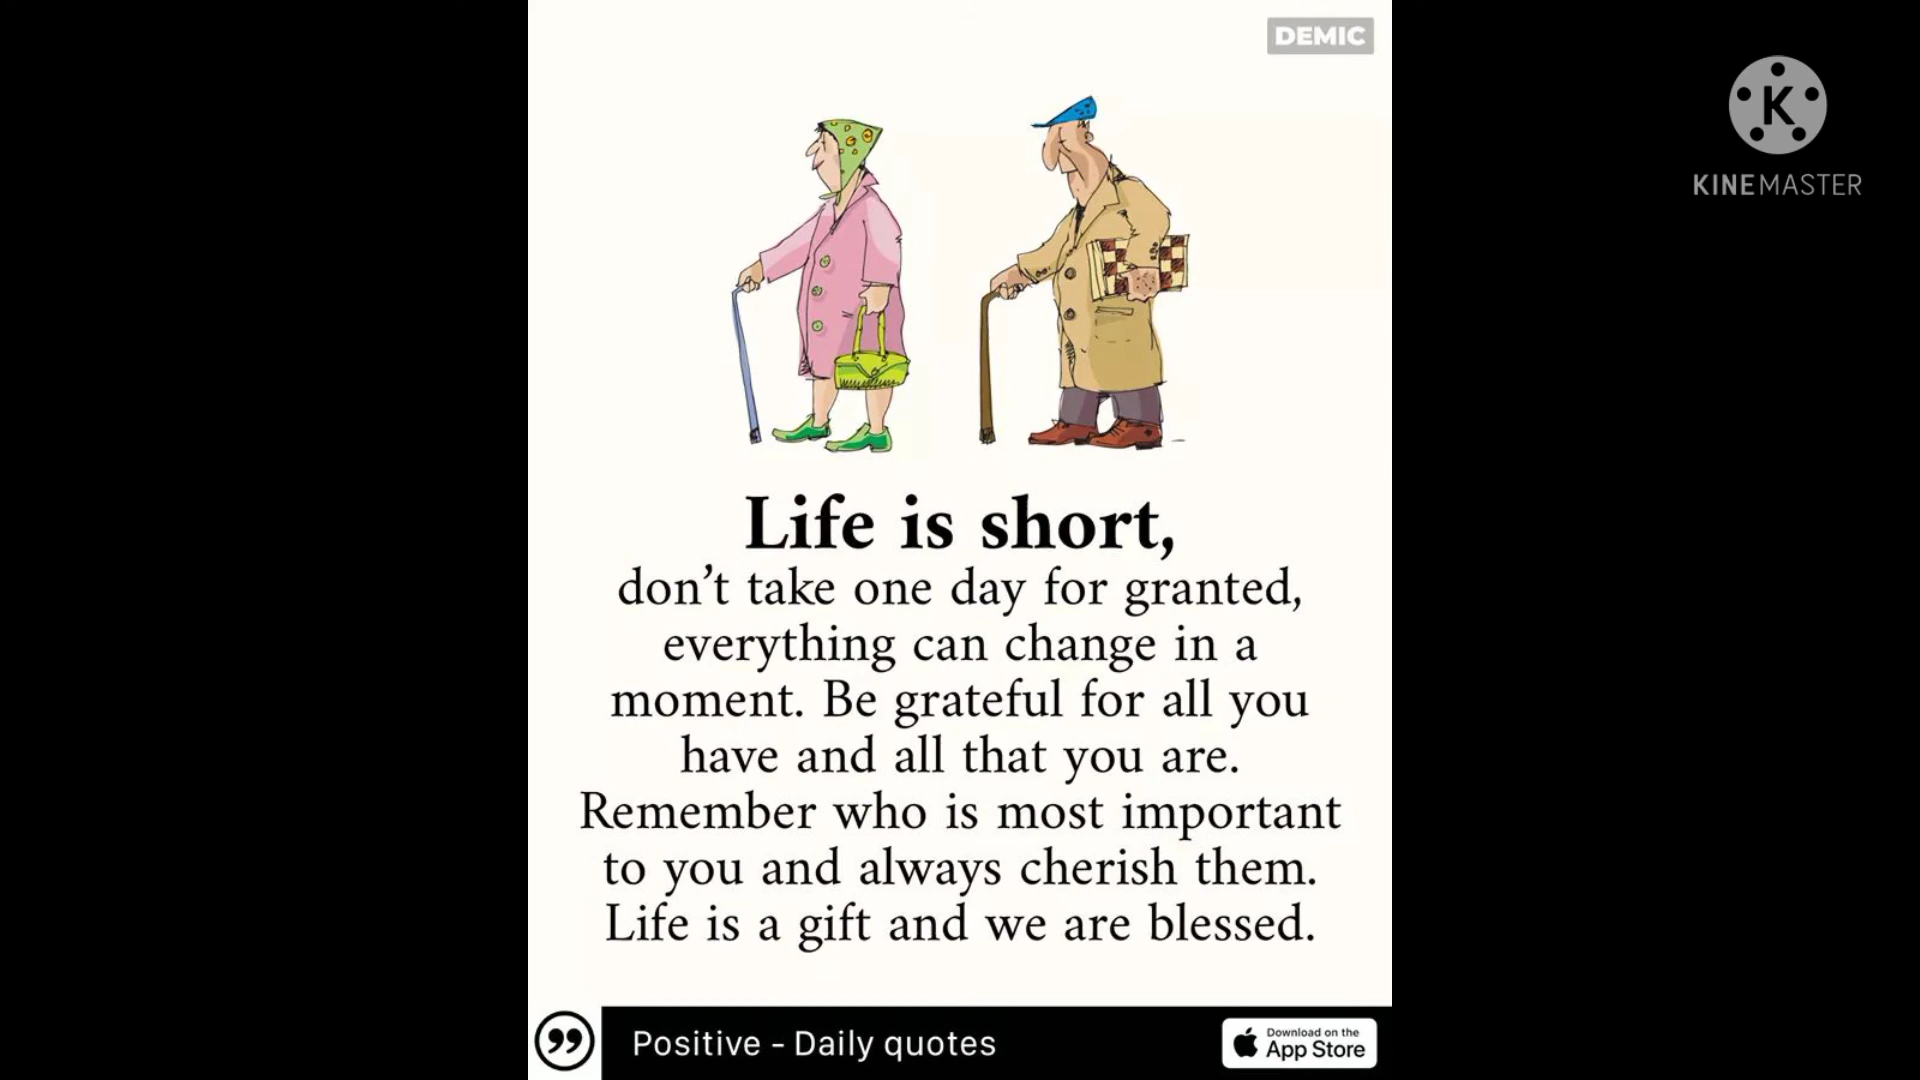 DEMIC
K
KINEMASTER
Life is short,
don’t take one day for granted,
everything can change in a
moment. Be grateful for all you
have and all that you are.
Remember who is most important
to you and always cherish them.
Life is a gift and we are blessed.
Positive - Daily quotes
Download on the
App Store